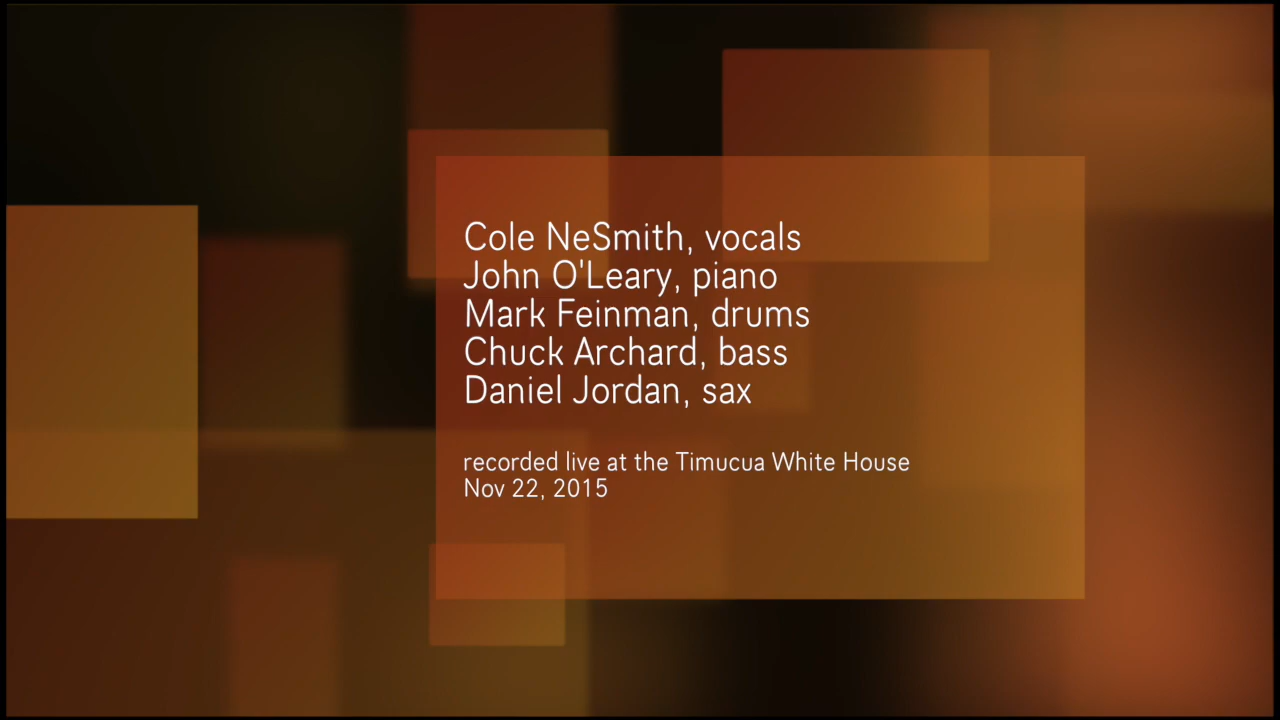 Cole NeSmith, vocals
John O'Leary, piano
Mark Feinman, drums
Chuck Archard, bass
Daniel Jordan, sax
recorded live at the Timucua White House
Nov 22, 2015